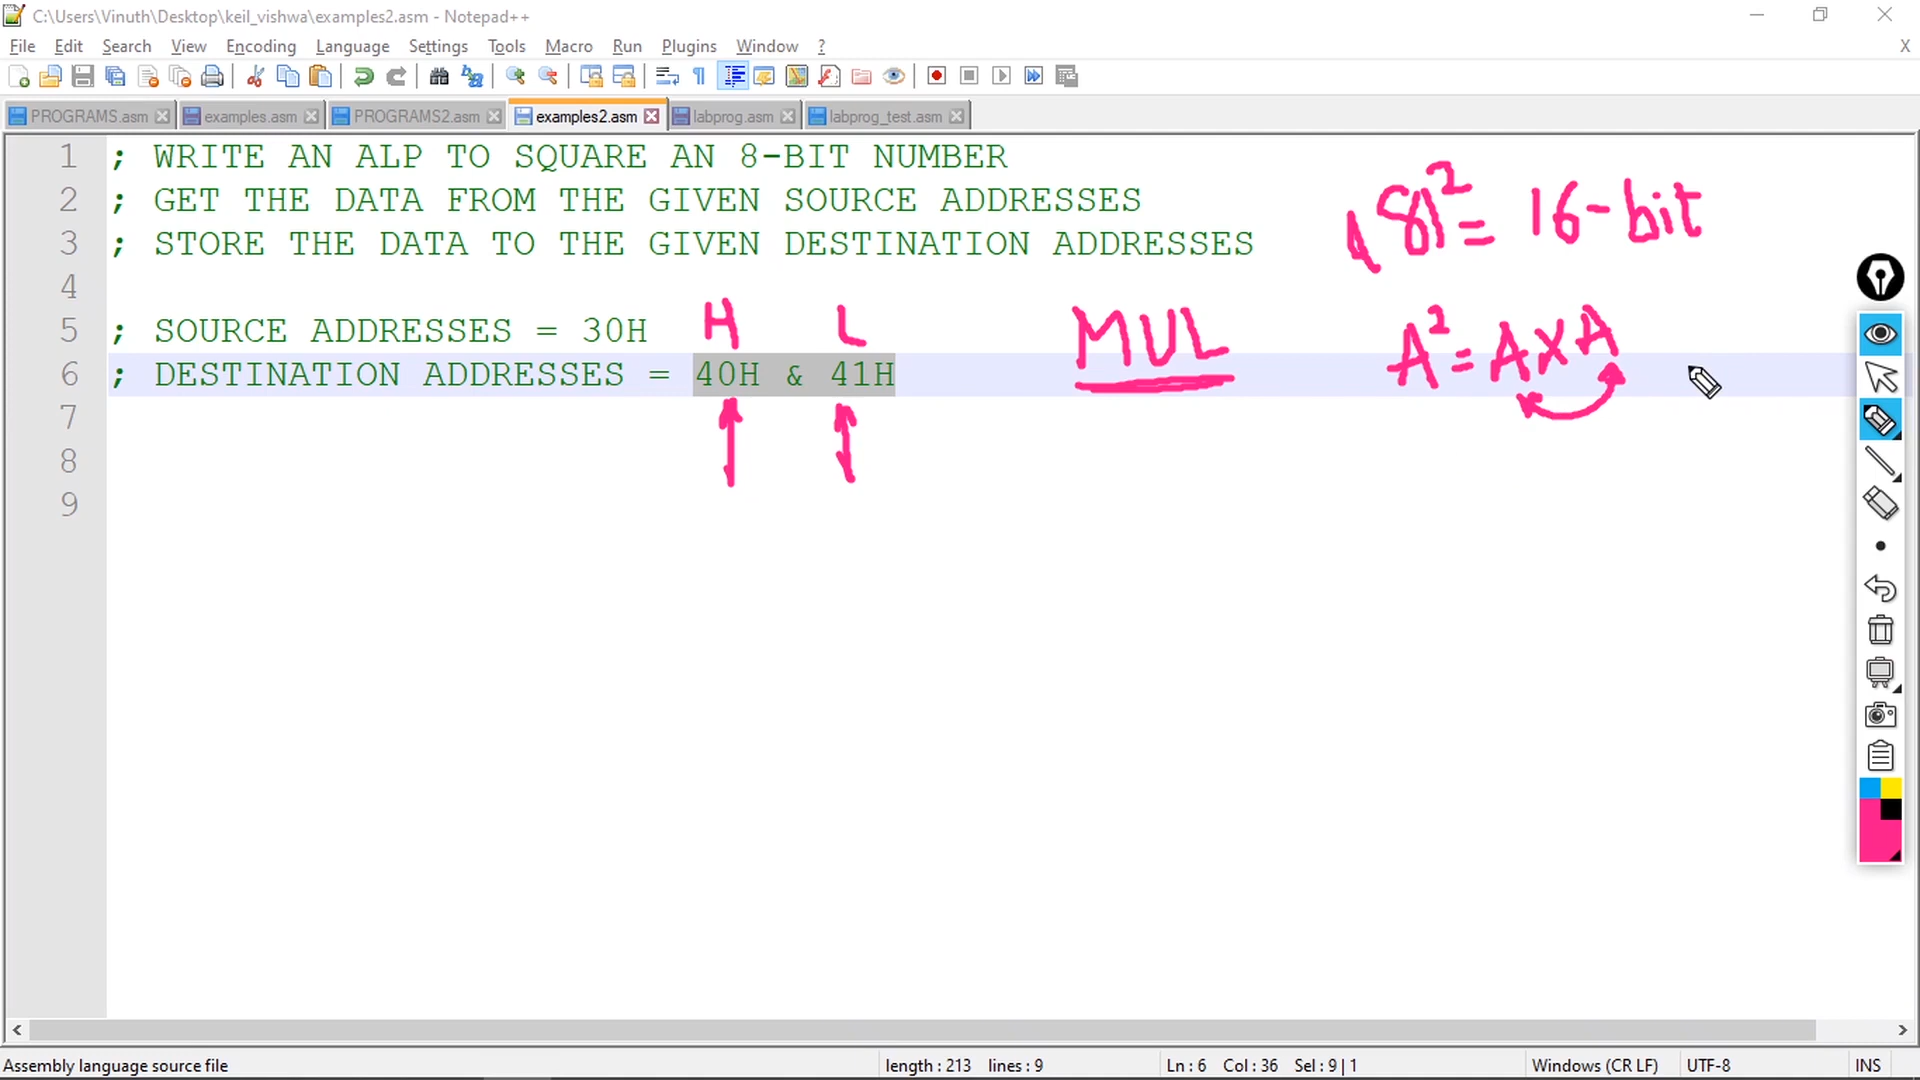 C:\Users\Vinuth\Desktop\keil_vishwa\examples2.asm - Notepad++
File Edit Search View Encoding Language Settings Tools Macro Run Plugins Window ? X
PROGRAMS.asm examples.asm PROGRAMS2.asm examples2.asm labprog.asm labprog_test.asm
1 ; WRITE AN ALP TO SQUARE AN 8-BIT NUMBER
2 ; GET THE DATA FROM THE GIVEN SOURCE ADDRESSES
3 ; STORE THE DATA TO THE GIVEN DESTINATION ADDRESSES
(8)² = 16-bit
4
5 ; SOURCE ADDRESSES = 30H
H L MUL A² = A×A
6 ; DESTINATION ADDRESSES = 40H & 41H
7
8
9
Assembly language source file length : 213 lines : 9 Ln : 6 Col : 36 Sel : 9 | 1 Windows (CR LF) UTF-8 INS